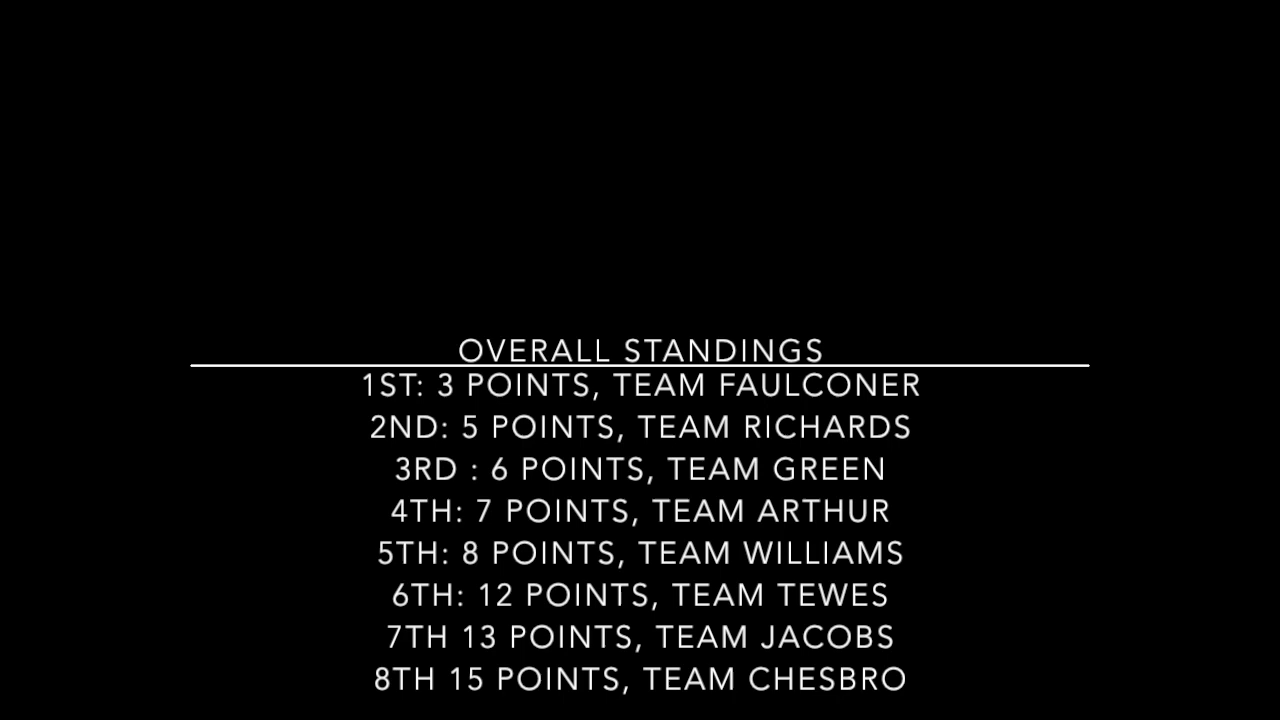 OVERALL STANDINGS
1ST: 3 POINTS, TEAM FAULCONER
2ND: 5 POINTS, TEAM RICHARDS
3RD : 6 POINTS, TEAM GREEN
4TH: 7 POINTS, TEAM ARTHUR
5TH: 8 POINTS, TEAM WILLIAMS
6TH: 12 POINTS, TEAM TEWES
7TH 13 POINTS, TEAM JACOBS
8TH 15 POINTS, TEAM CHESBRO